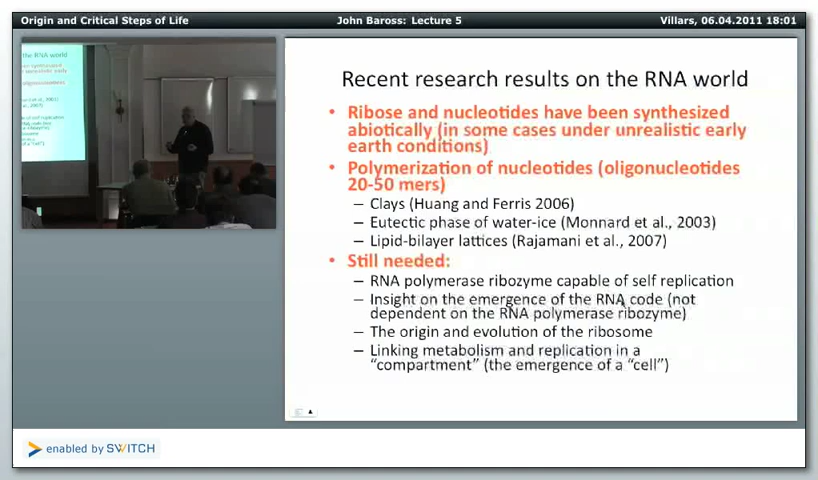 Origin and Critical Steps of Life
John Baross: Lecture 5
Villars, 06.04.2011 18:01
Recent research results on the RNA world
• Ribose and nucleotides have been synthesized
abiotically (in some cases under unrealistic early
earth conditions)
• Polymerization of nucleotides (oligonucleotides
20-50 mers)
– Clays (Huang and Ferris 2006)
– Eutectic phase of water-ice (Monnard et al., 2003)
– Lipid-bilayer lattices (Rajamani et al., 2007)
• Still needed:
– RNA polymerase ribozyme capable of self replication
– Insight on the emergence of the RNA code (not
dependent on the RNA polymerase ribozyme)
– The origin and evolution of the ribosome
– Linking metabolism and replication in a
“compartment” (the emergence of a “cell”)
enabled by SWITCH